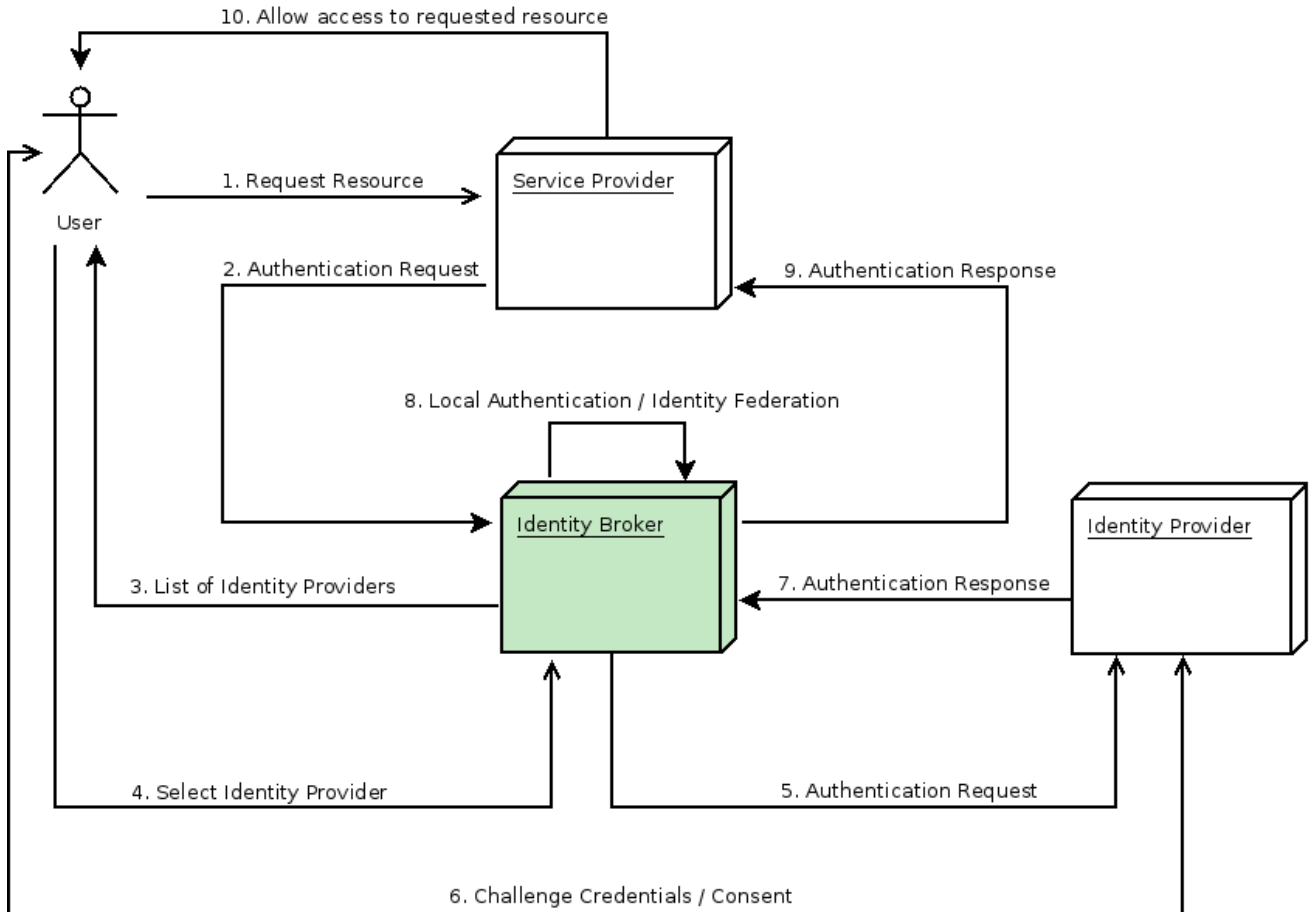 10. Allow access to requested resource
1. Request Resource
Service Provider
User
2. Authentication Request
9. Authentication Response
8. Local Authentication / Identity Federation
Identity Broker
Identity Provider
3. List of Identity Providers
7. Authentication Response
4. Select Identity Provider
5. Authentication Request
6. Challenge Credentials / Consent